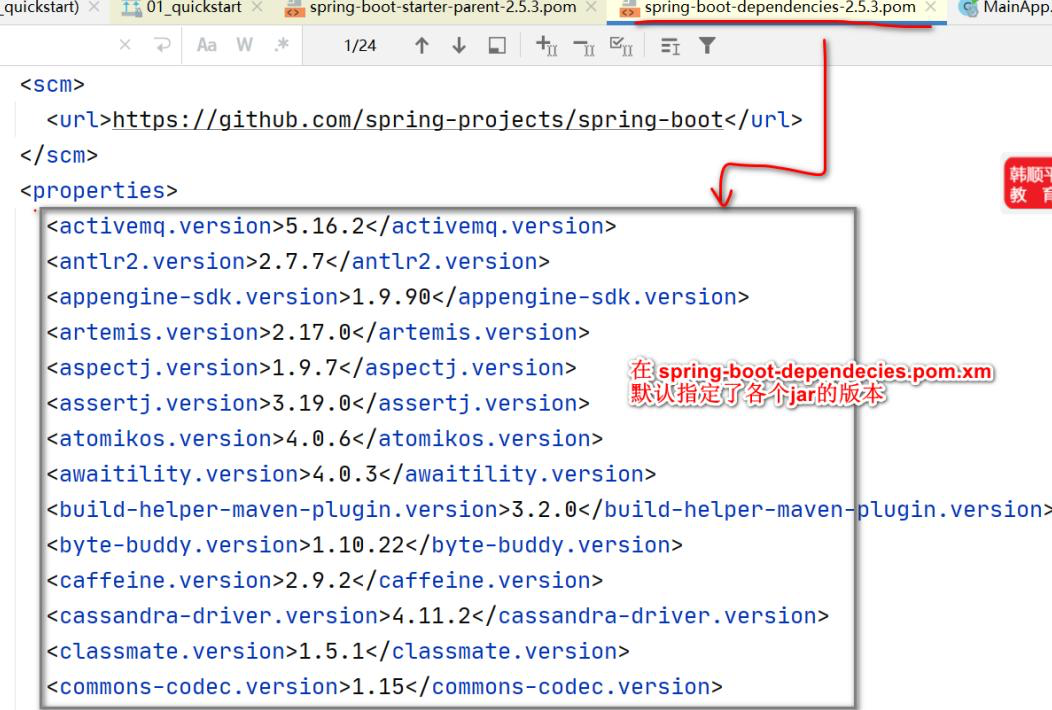 _quickstart)
01_quickstart
spring-boot-starter-parent-2.5.3.pom
spring-boot-dependencies-2.5.3.pom
MainApp.
Aa W .* 1/24
<scm>
<url>https://github.com/spring-projects/spring-boot</url>
</scm>
<properties>
韩顺平
教 育
<activemq.version>5.16.2</activemq.version>
<antlr2.version>2.7.7</antlr2.version>
<appengine-sdk.version>1.9.90</appengine-sdk.version>
<artemis.version>2.17.0</artemis.version>
<aspectj.version>1.9.7</aspectj.version>
在 spring-boot-dependecies.pom.xm
默认指定了各个jar的版本
<assertj.version>3.19.0</assertj.version>
<atomikos.version>4.0.6</atomikos.version>
<awaitility.version>4.0.3</awaitility.version>
<build-helper-maven-plugin.version>3.2.0</build-helper-maven-plugin.version>
<byte-buddy.version>1.10.22</byte-buddy.version>
<caffeine.version>2.9.2</caffeine.version>
<cassandra-driver.version>4.11.2</cassandra-driver.version>
<classmate.version>1.5.1</classmate.version>
<commons-codec.version>1.15</commons-codec.version>